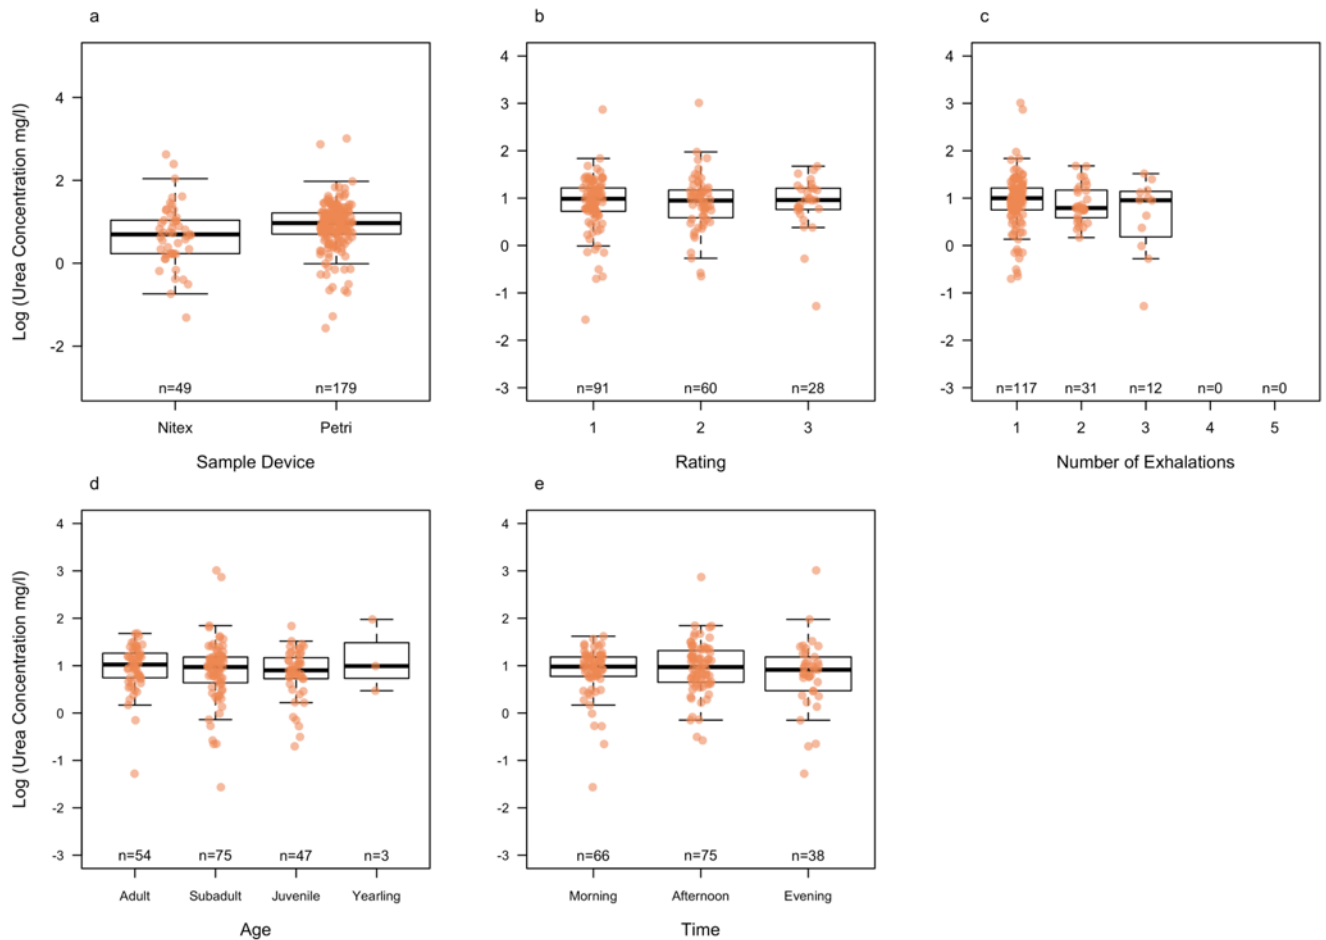 a
b
c
Log (Urea Concentration mg/l)
4
2
0
-2
n=49
n=179
Nitex
Petri
Sample Device
4
3
2
1
0
-1
-2
-3
n=91
n=60
n=28
1
2
3
Rating
4
3
2
1
0
-1
-2
-3
n=117
n=31
n=12
n=0
n=0
1
2
3
4
5
Number of Exhalations
d
e
Log (Urea Concentration mg/l)
4
3
2
1
0
-1
-2
-3
n=54
n=75
n=47
n=3
Adult
Subadult
Juvenile
Yearling
Age
4
3
2
1
0
-1
-2
-3
n=66
n=75
n=38
Morning
Afternoon
Evening
Time